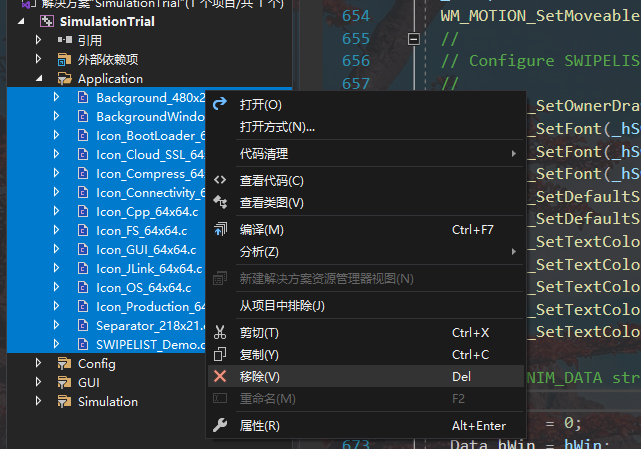 解决方案"SimulationTrial"(1 个项目/共 1 个)
SimulationTrial
引用
外部依赖项
Application
Background_480x2
BackgroundWindo
Icon_BootLoader_6
Icon_Cloud_SSL_64
Icon_Compress_64
Icon_Connectivity_6
Icon_Cpp_64x64.c
Icon_FS_64x64.c
Icon_GUI_64x64.c
Icon_JLink_64x64.c
Icon_OS_64x64.c
Icon_Production_64
Separator_218x21.c
SWIPELIST_Demo.c
Config
GUI
Simulation
打开(O)
打开方式(N)...
代码清理
查看代码(C)
查看类图(V)
编译(M) Ctrl+F7
分析(Z)
新建解决方案资源管理器视图(N)
从项目中排除(J)
剪切(T) Ctrl+X
复制(Y) Ctrl+C
移除(V) Del
重命名(M) F2
属性(R) Alt+Enter
654 WM_MOTION_SetMoveable
655 //
656 // Configure SWIPELIS
657 //
_SetOwnerDra
_SetFont(_hS
_SetFont(_hS
_SetFont(_hS
_SetDefaultS
_SetDefaultS
_SetTextColo
_SetTextColo
_SetTextColo
_SetTextColo
_SetTextColo
NIM_DATA str
= 0;
673 Data.hWin = hWin;